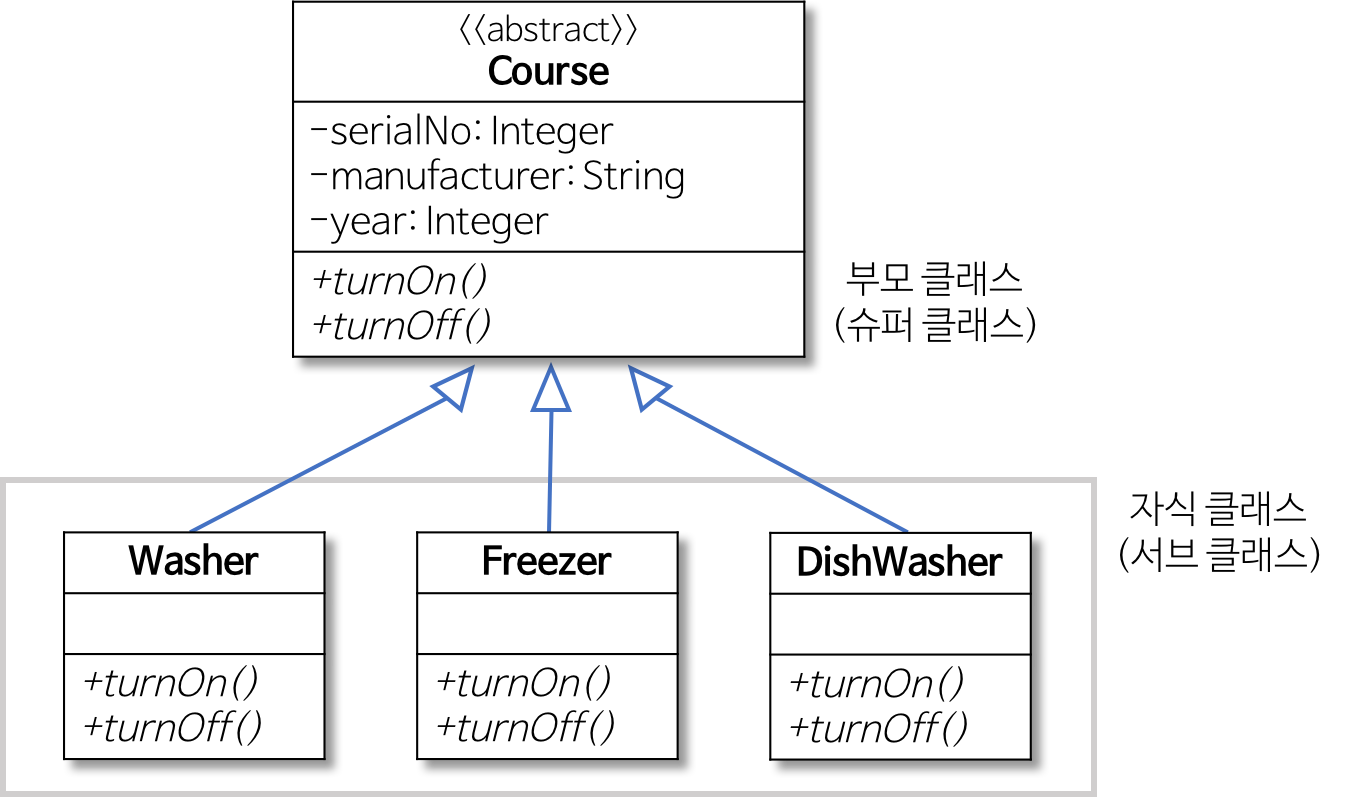 〈〈abstract〉〉
Course
-serialNo: Integer
-manufacturer: String
-year: Integer
+turnOn()
+turnOff()
부모 클래스
(슈퍼 클래스)
자식 클래스
(서브 클래스)
Washer
+turnOn()
+turnOff()
Freezer
+turnOn()
+turnOff()
DishWasher
+turnOn()
+turnOff()